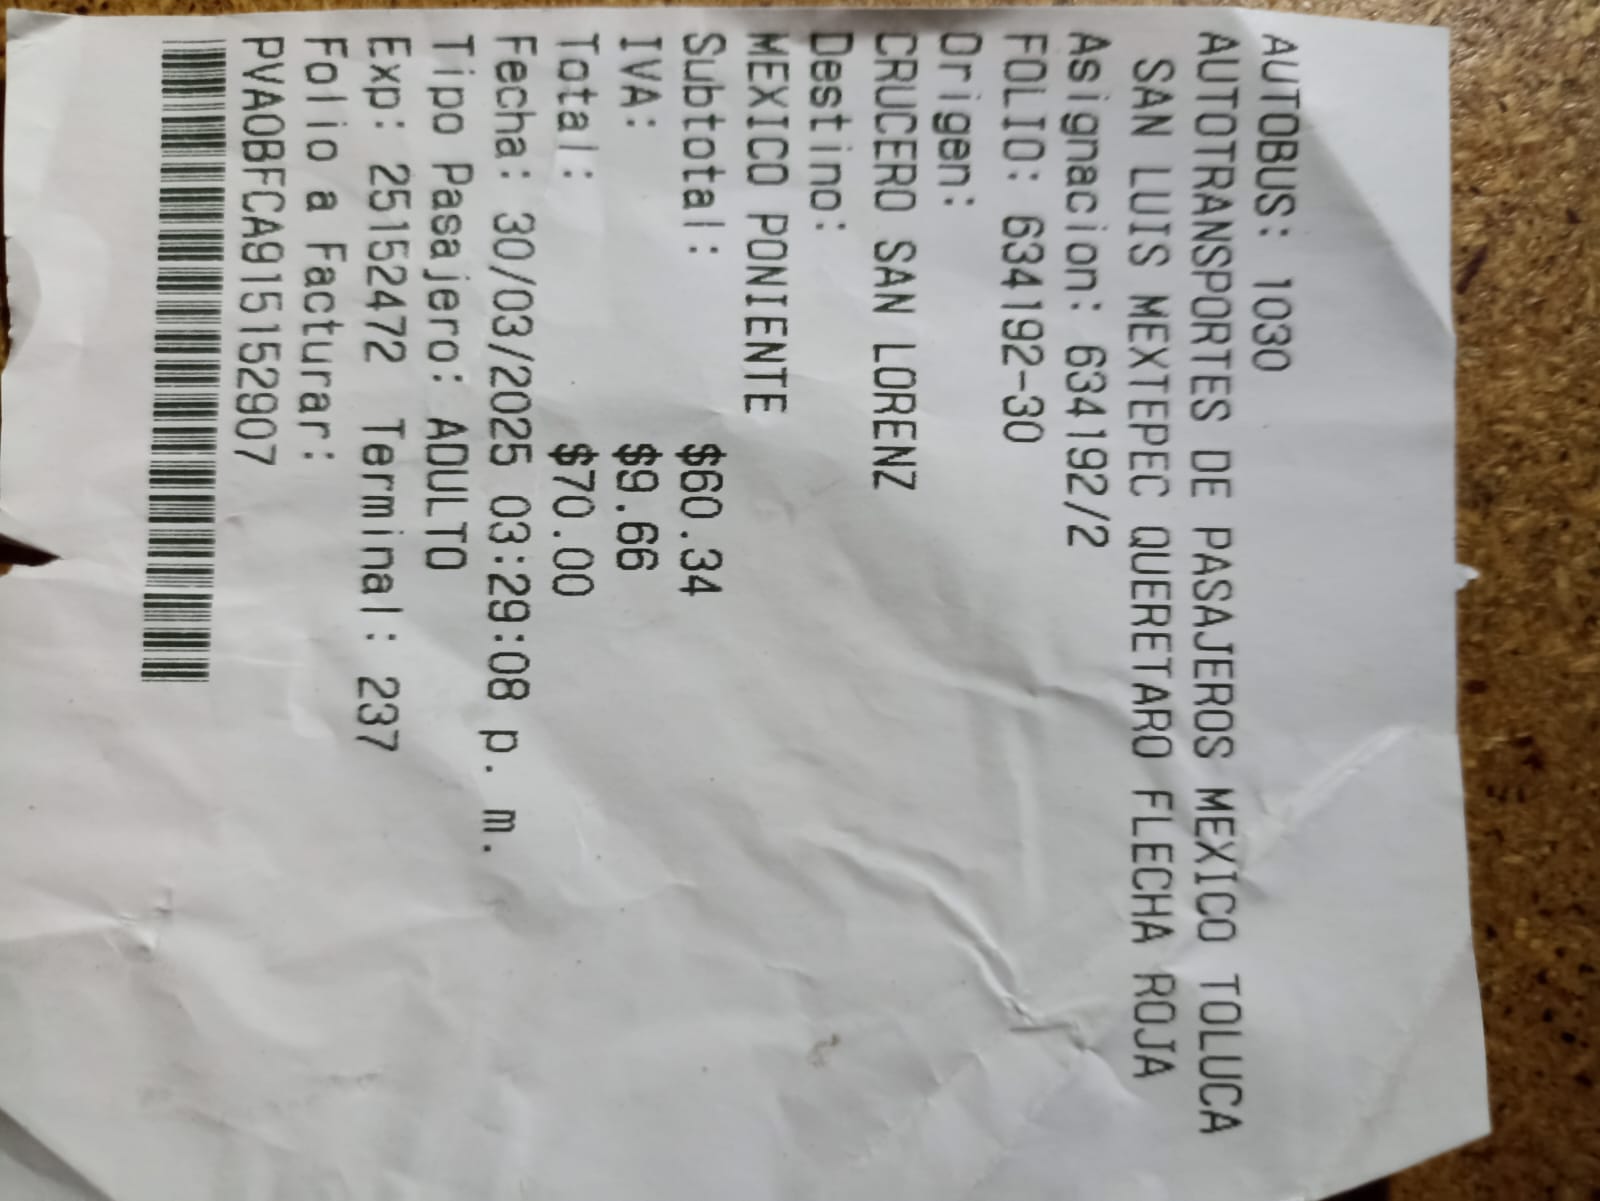 AUTOBUS: 1030
AUTOTRANSPORTES DE PASAJEROS MEXICO TOLUCA
SAN LUIS MEXTEPEC QUERETARO FLECHA ROJA
Asignacion: 634192/2
FOLIO: 634192-30
Origen:
CRUCERO SAN LORENZ
Destino:
MEXICO PONIENTE
Subtotal: $60.34
IVA: $9.66
Total: $70.00
Fecha: 30/03/2025 03:29:08 p. m.
Tipo Pasajero: ADULTO
Exp: 25152472 Terminal: 237
Folio a Facturar:
PVA0BFCA915152907